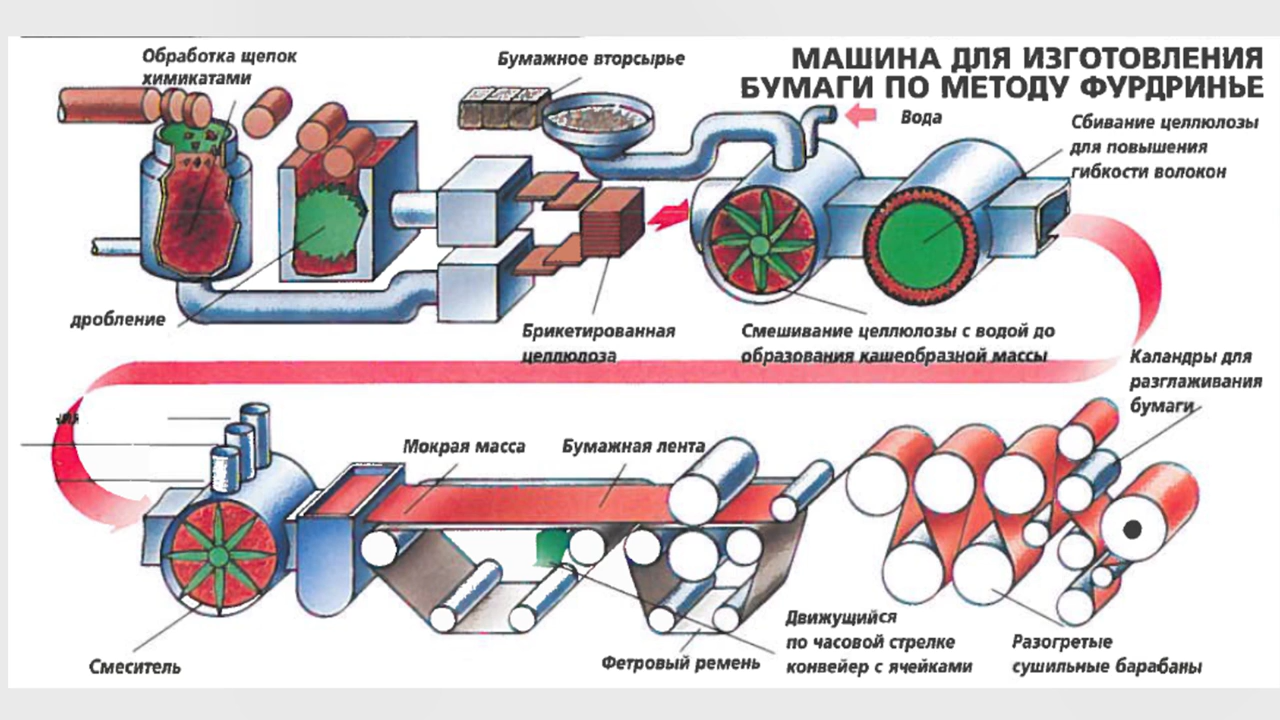 Обработка щепок
химикатами
Бумажное вторсырье
МАШИНА ДЛЯ ИЗГОТОВЛЕНИЯ
БУМАГИ ПО МЕТОДУ ФУРДРИНЬЕ
Вода
Сбивание целлюлозы
для повышения
гибкости волокон
дробление
Брикетированная
целлюлоза
Смешивание целлюлозы с водой до
образования кашеобразной массы
Каландры для
разглаживания
бумаги
Мокрая масса
Бумажная лента
Смеситель
Фетровый ремень
Движущийся
по часовой стрелке
конвейер с ячейками
Разогретые
сушильные барабаны